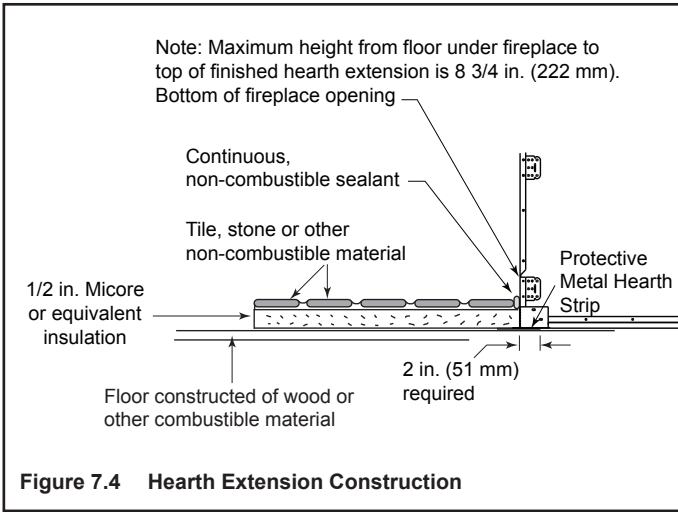 Note: Maximum height from floor under fireplace to
top of finished hearth extension is 8 3/4 in. (222 mm).
Bottom of fireplace opening
Continuous,
non-combustible sealant
Tile, stone or other
non-combustible material
Protective
Metal Hearth
Strip
1/2 in. Micore
or equivalent
insulation
2 in. (51 mm)
required
Floor constructed of wood or
other combustible material
Figure 7.4 Hearth Extension Construction